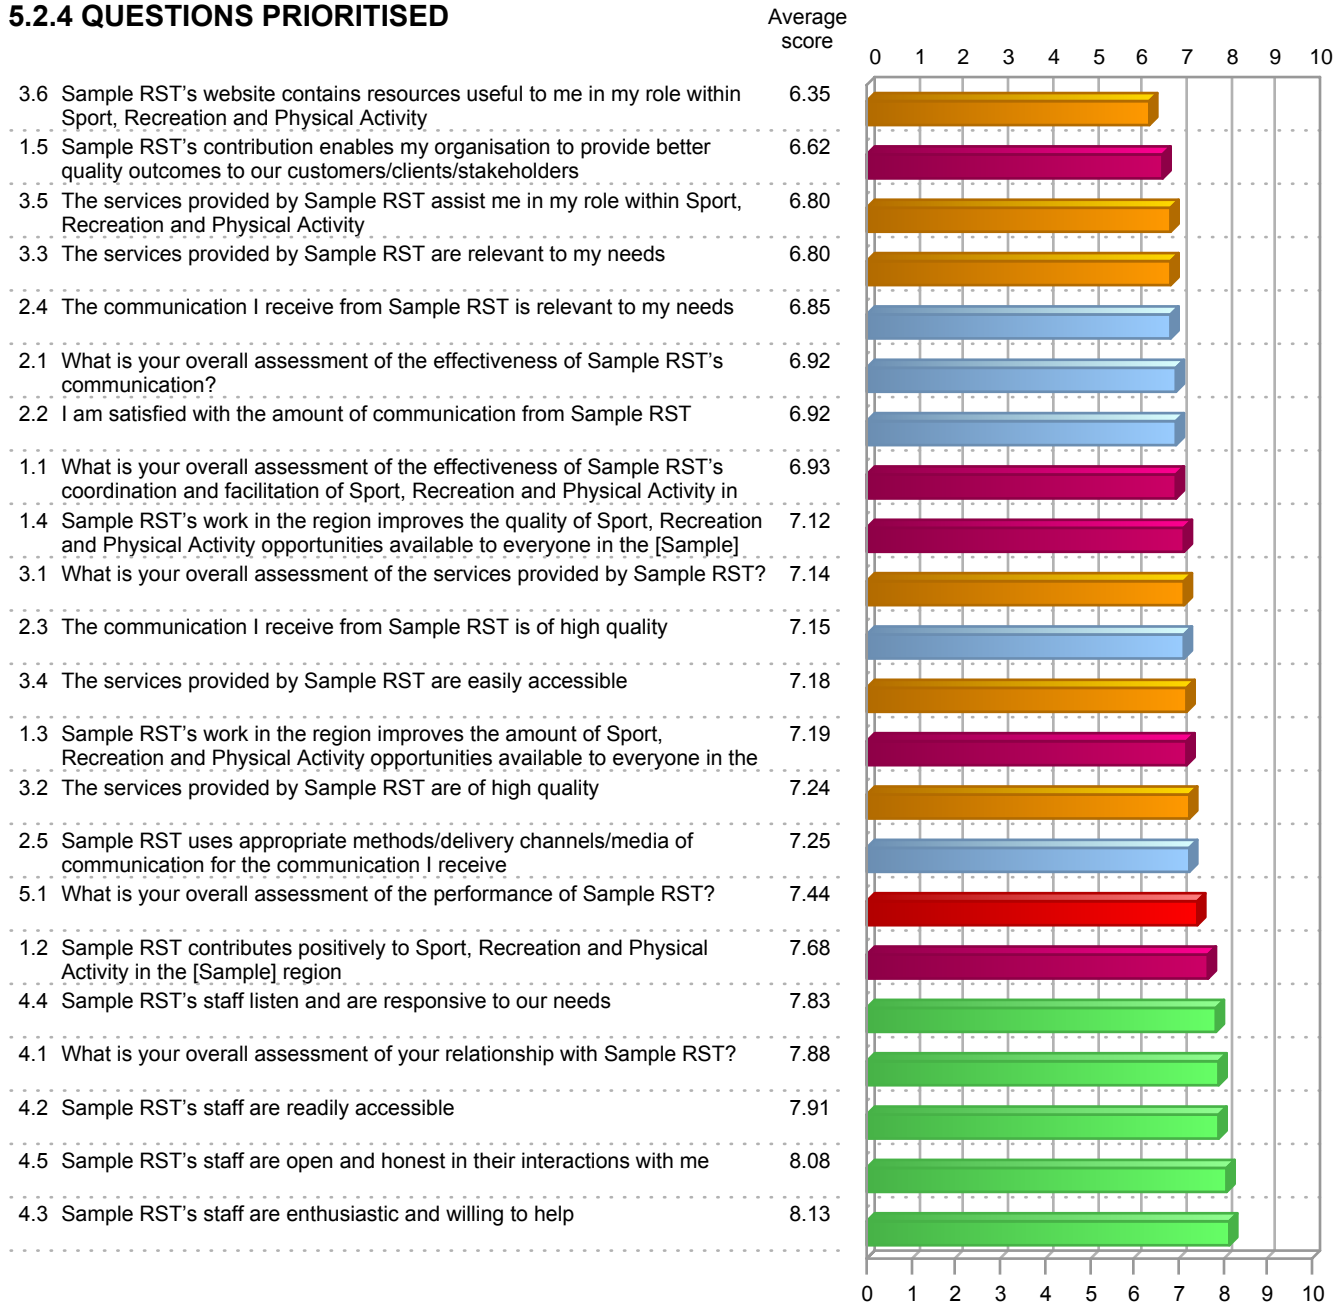 5.2.4 QUESTIONS PRIORITISED
Average
score
0 1 2 3 4 5 6 7 8 9 10
3.6 Sample RST's website contains resources useful to me in my role within 6.35
Sport, Recreation and Physical Activity
1.5 Sample RST's contribution enables my organisation to provide better 6.62
quality outcomes to our customers/clients/stakeholders
3.5 The services provided by Sample RST assist me in my role within Sport, 6.80
Recreation and Physical Activity
3.3 The services provided by Sample RST are relevant to my needs 6.80
2.4 The communication I receive from Sample RST is relevant to my needs 6.85
2.1 What is your overall assessment of the effectiveness of Sample RST's 6.92
communication?
2.2 I am satisfied with the amount of communication from Sample RST 6.92
1.1 What is your overall assessment of the effectiveness of Sample RST's 6.93
coordination and facilitation of Sport, Recreation and Physical Activity in
1.4 Sample RST's work in the region improves the quality of Sport, Recreation 7.12
and Physical Activity opportunities available to everyone in the [Sample]
3.1 What is your overall assessment of the services provided by Sample RST? 7.14
2.3 The communication I receive from Sample RST is of high quality 7.15
3.4 The services provided by Sample RST are easily accessible 7.18
1.3 Sample RST's work in the region improves the amount of Sport, 7.19
Recreation and Physical Activity opportunities available to everyone in the
3.2 The services provided by Sample RST are of high quality 7.24
2.5 Sample RST uses appropriate methods/delivery channels/media of 7.25
communication for the communication I receive
5.1 What is your overall assessment of the performance of Sample RST? 7.44
1.2 Sample RST contributes positively to Sport, Recreation and Physical 7.68
Activity in the [Sample] region
4.4 Sample RST's staff listen and are responsive to our needs 7.83
4.1 What is your overall assessment of your relationship with Sample RST? 7.88
4.2 Sample RST's staff are readily accessible 7.91
4.5 Sample RST's staff are open and honest in their interactions with me 8.08
4.3 Sample RST's staff are enthusiastic and willing to help 8.13
0 1 2 3 4 5 6 7 8 9 10